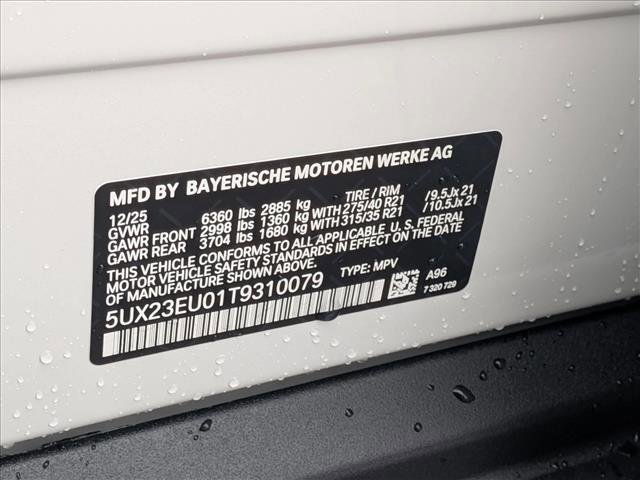 MFD BY BAYERISCHE MOTOREN WERKE AG
12/25 6360 lbs 2885 kg TIRE / RIM
GVWR
GAWR FRONT 2998 lbs 1360 kg WITH 275/40 R21 /9.5Jx 21
GAWR REAR 3704 lbs 1680 kg WITH 315/35 R21 /10.5Jx 21
THIS VEHICLE CONFORMS TO ALL APPLICABLE U.S. FEDERAL
MOTOR VEHICLE SAFETY STANDARDS IN EFFECT ON THE DATE
OF MANUFACTURE SHOWN ABOVE.
5UX23EU01T9310079 TYPE: MPV A96
7 320 729